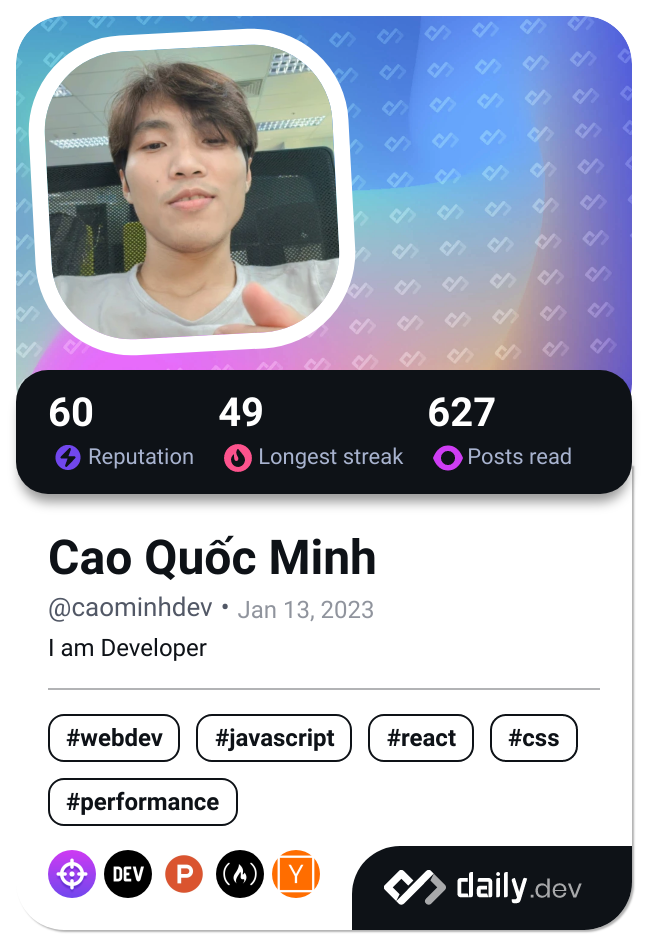 60 49 627
Reputation Longest streak Posts read
Cao Quốc Minh
@caominhdev • Jan 13, 2023
I am Developer
#webdev #javascript #react #css
#performance
DEV P Y daily.dev